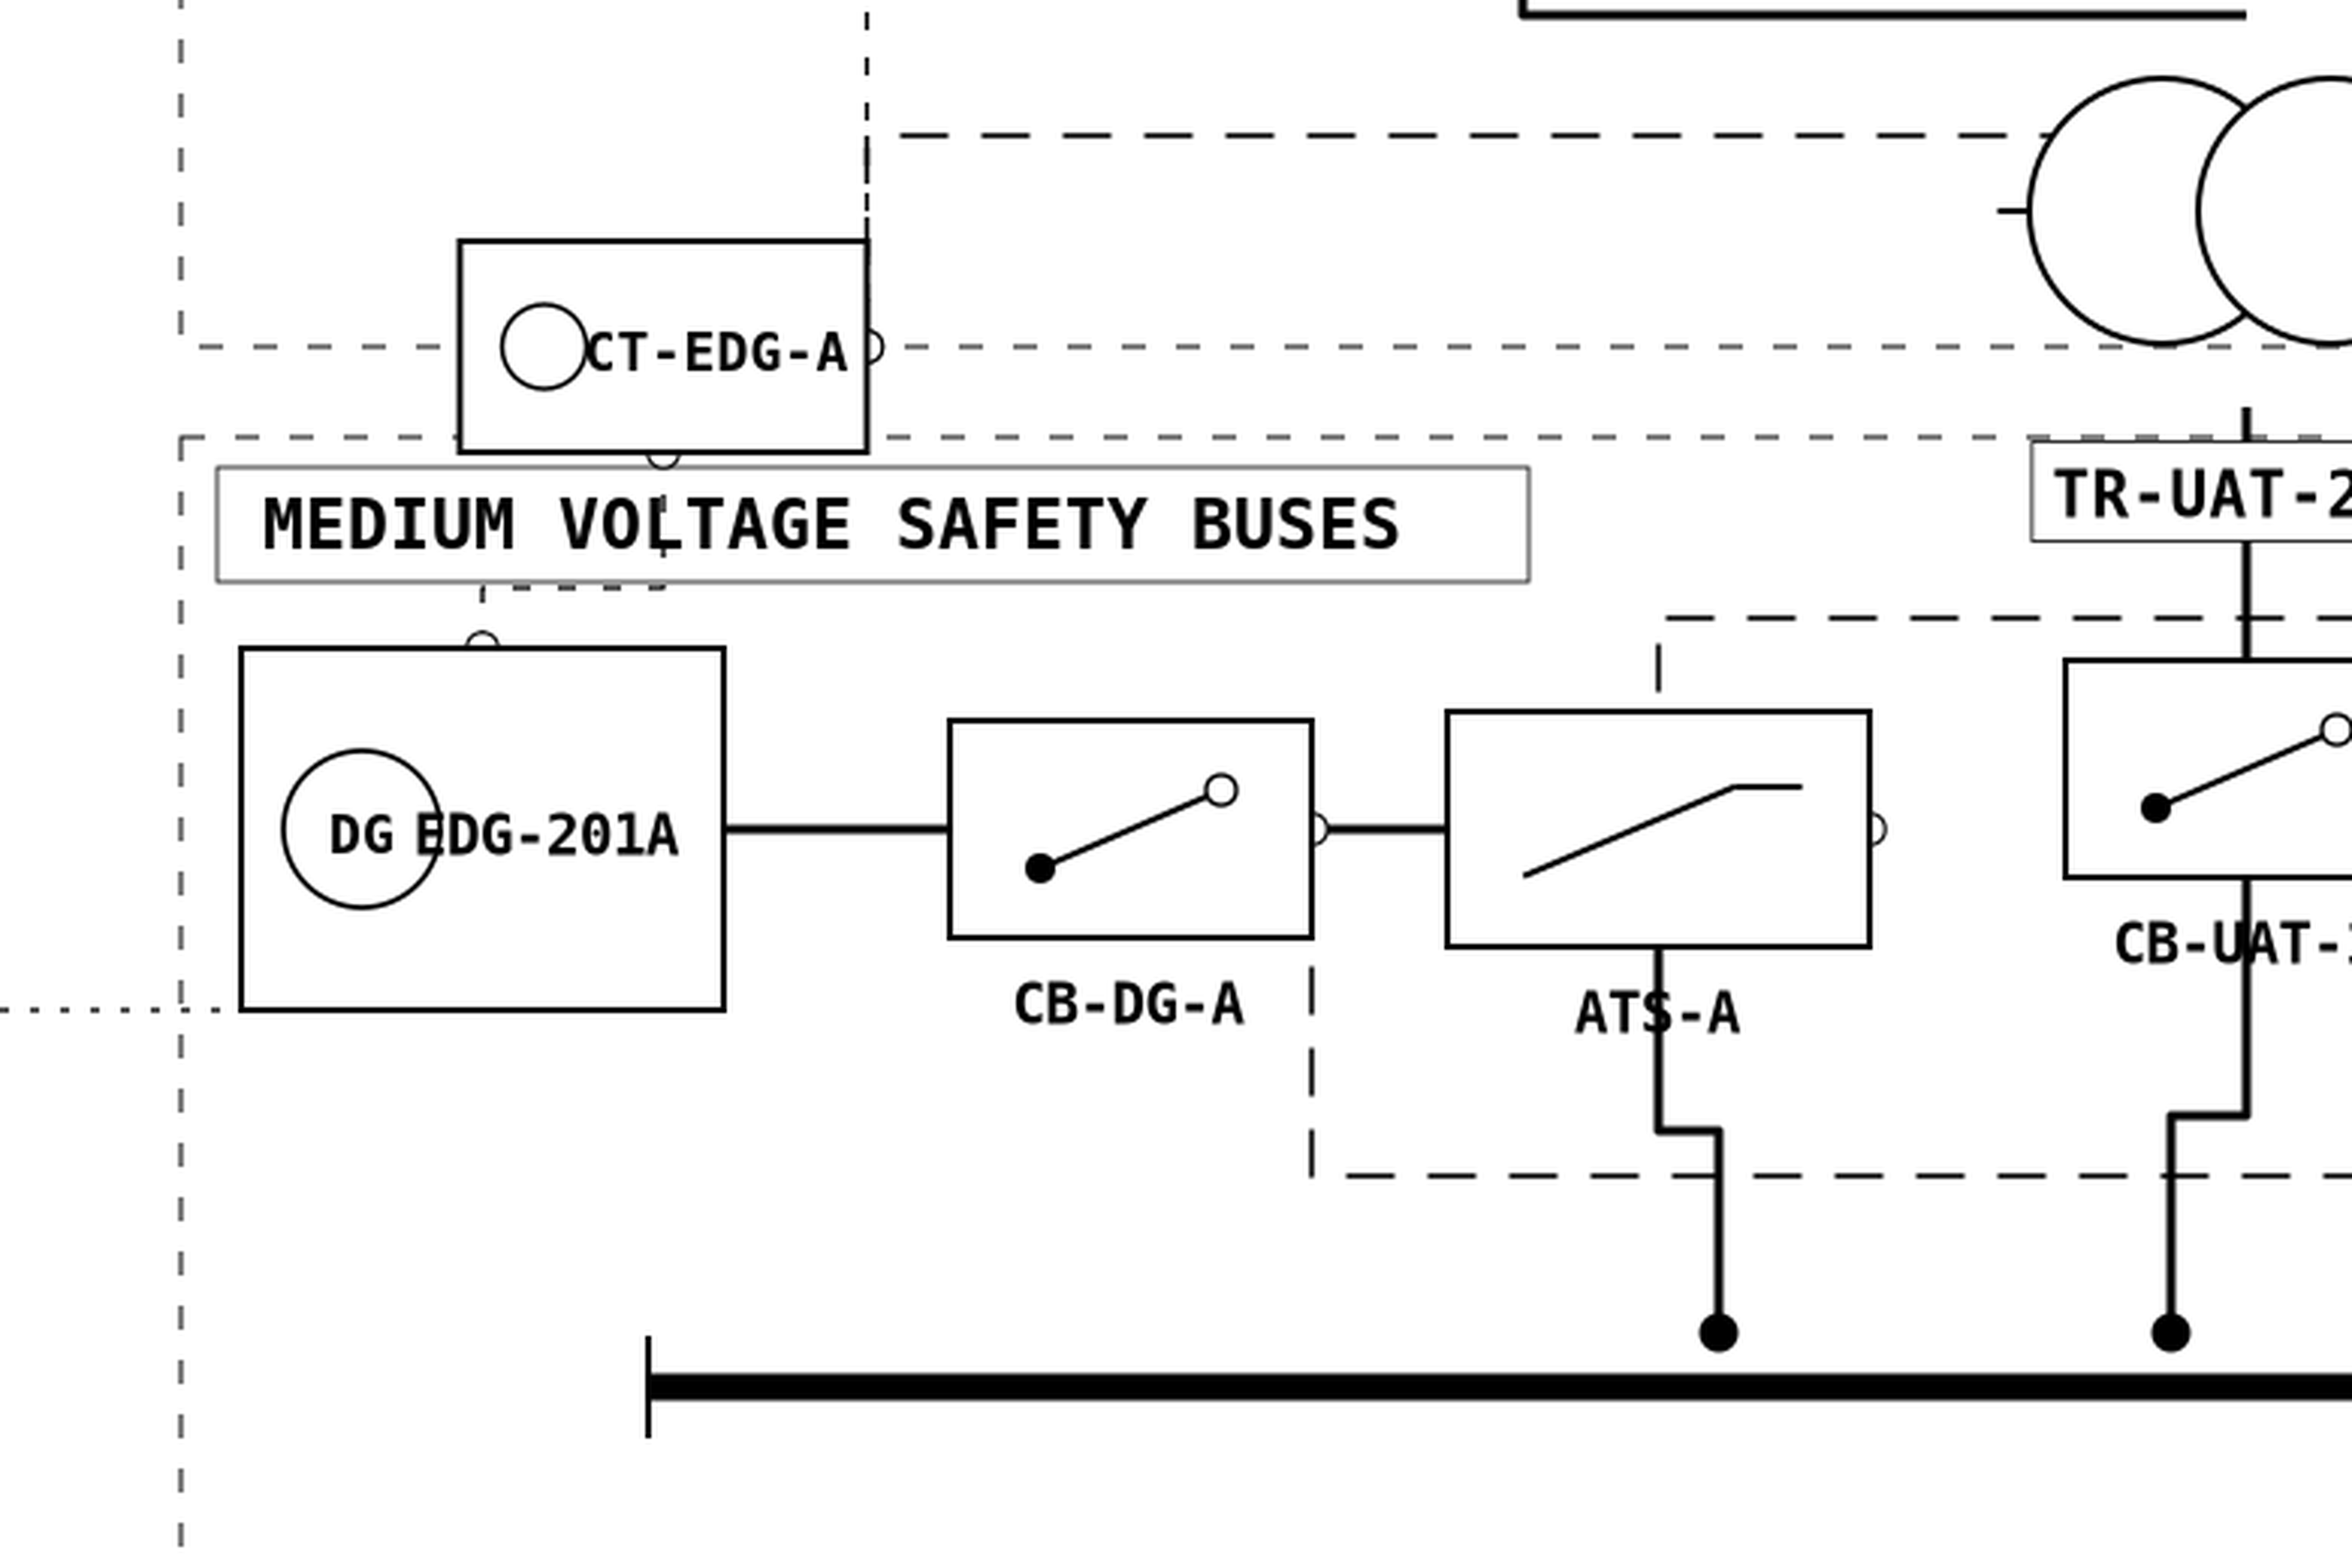 CT-EDG-A
MEDIUM VOLTAGE SAFETY BUSES
TR-UAT-2
DG EDG-201A
CB-DG-A
ATS-A
CB-UAT-